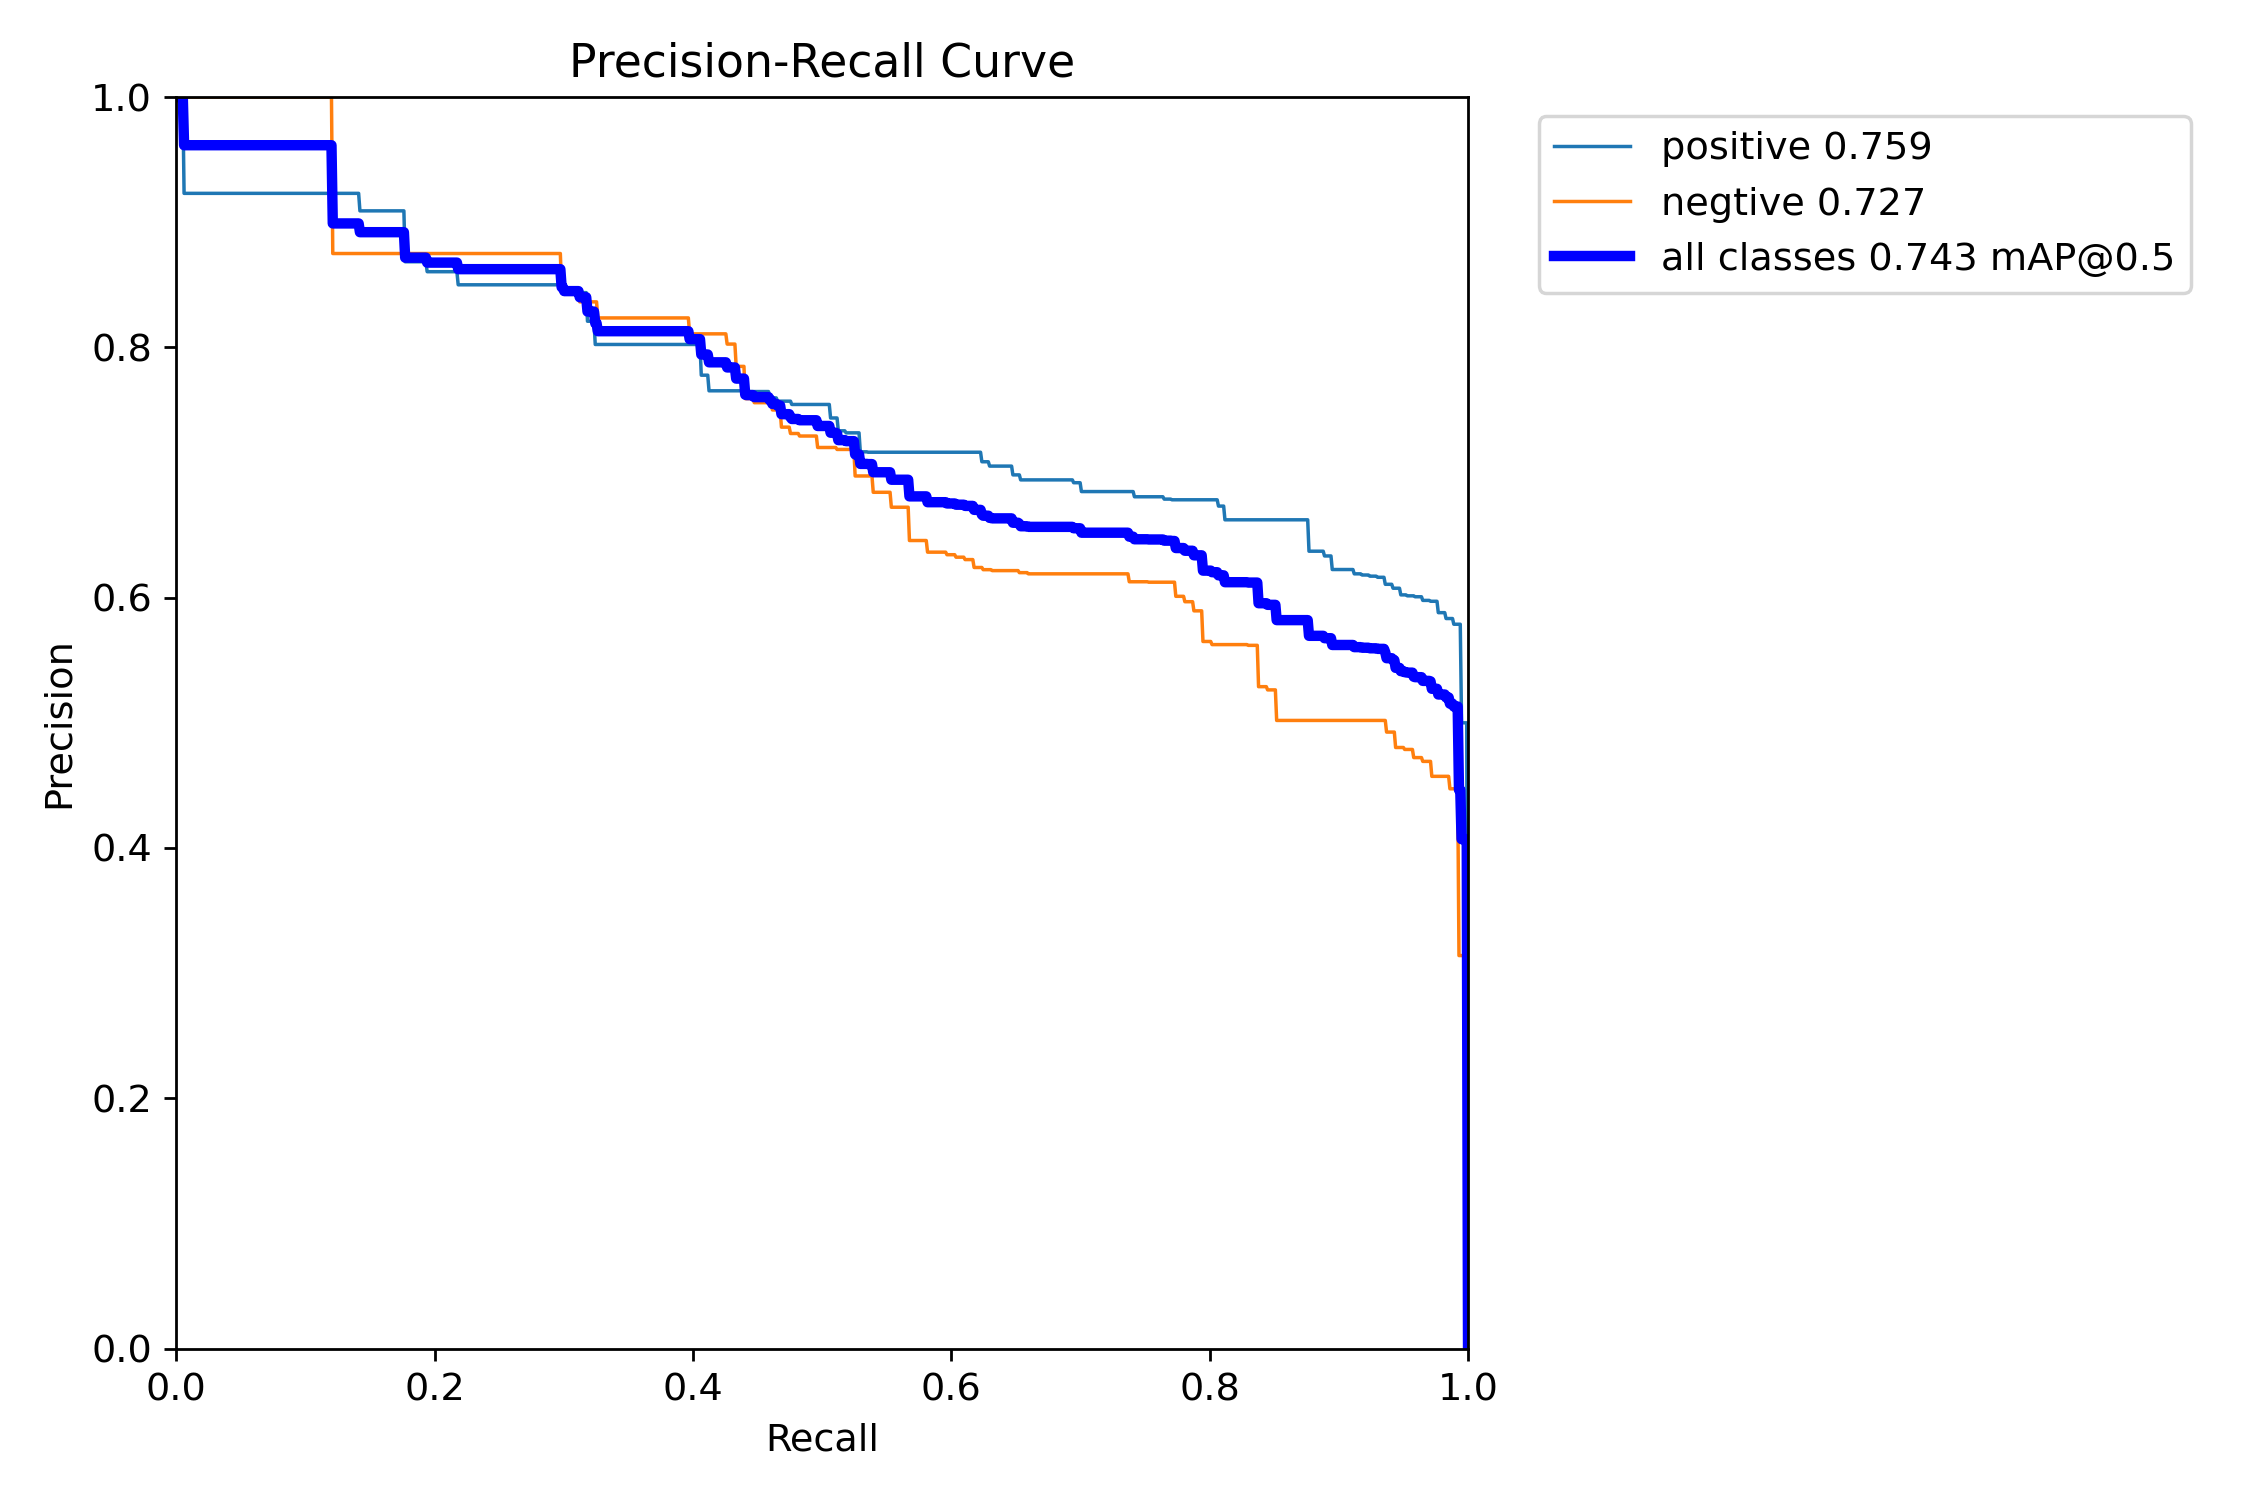 Precision-Recall Curve
1.0
0.8
0.6
0.4
0.2
0.0
Precision
0.0 0.2 0.4 0.6 0.8 1.0
Recall
positive 0.759
negtive 0.727
all classes 0.743 mAP@0.5